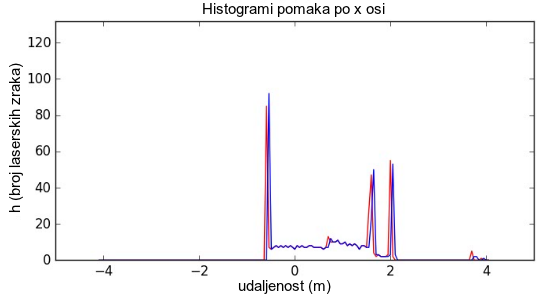 Histogrami pomaka po x osi
h (broj laserskih zraka)
120
100
80
60
40
20
0
−4 −2 0 2 4
udaljenost (m)